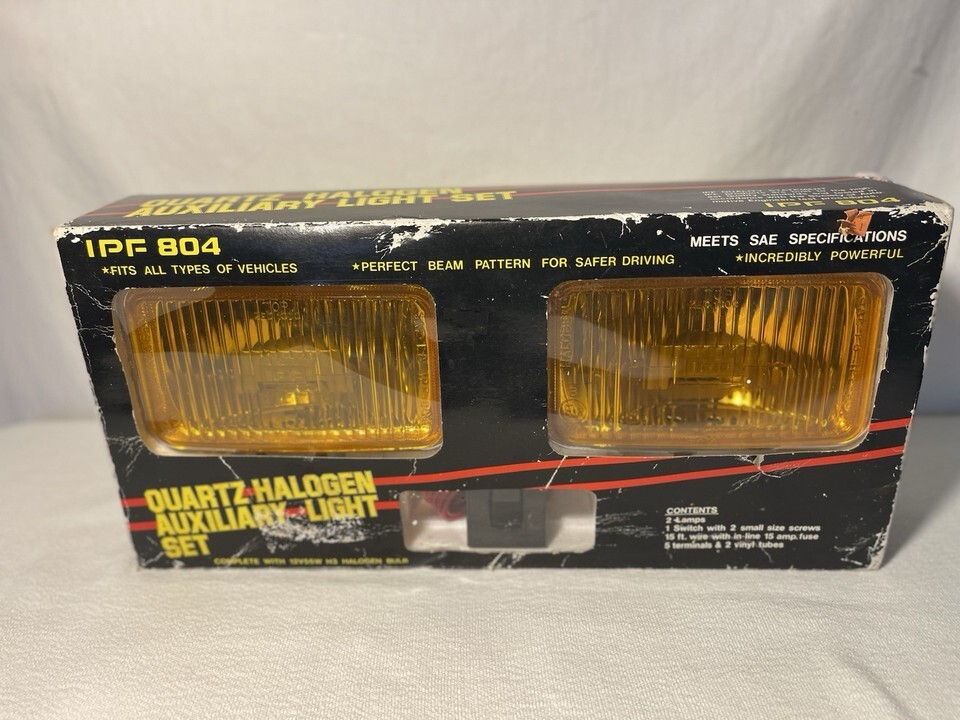 QUARTZ HALOGEN
AUXILIARY LIGHT SET
IPF 804
IPF 804
MEETS SAE SPECIFICATIONS
★FITS ALL TYPES OF VEHICLES
★PERFECT BEAM PATTERN FOR SAFER DRIVING
★INCREDIBLY POWERFUL
QUARTZ HALOGEN
AUXILIARY LIGHT
SET
COMPLETE WITH 12V55W H3 HALOGEN BULB
CONTENTS
2-Lamps
1 Switch with 2 small size screws
15 ft. wire with in-line 15 amp. fuse
5 terminals & 2 vinyl tubes